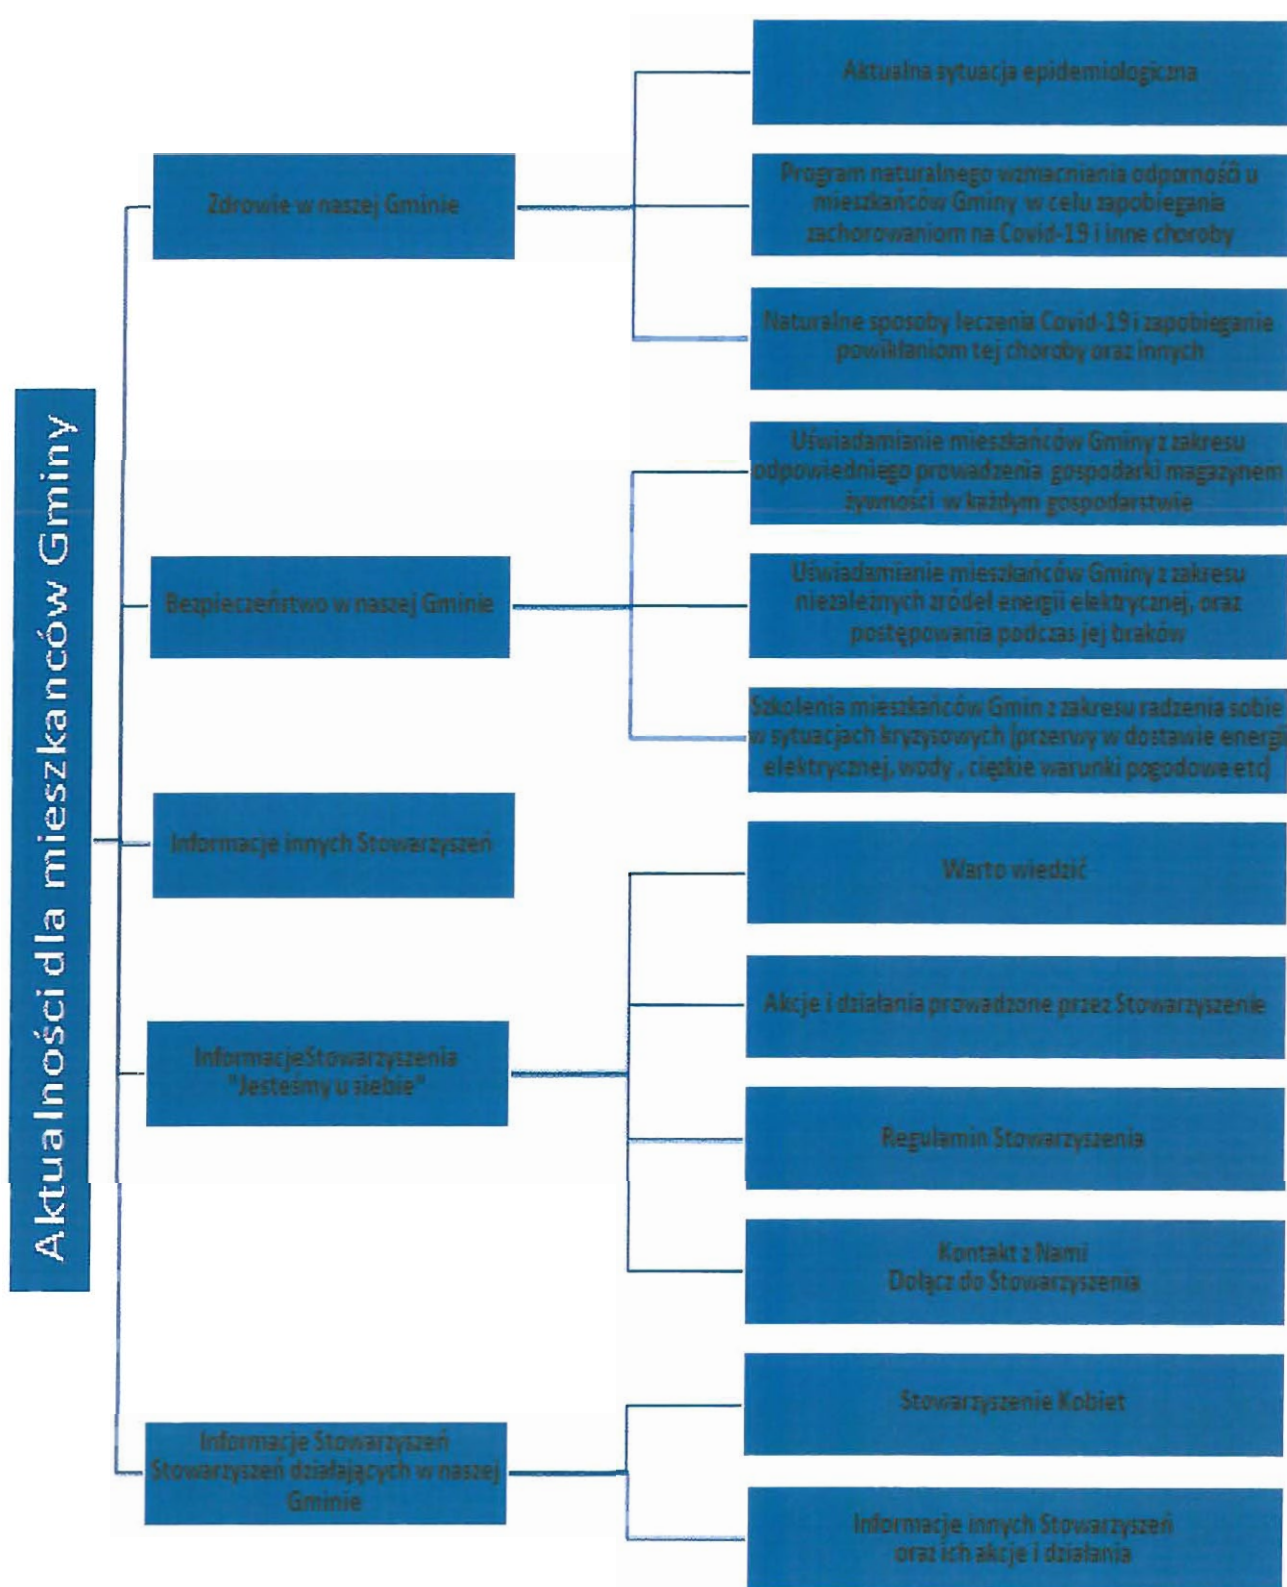 Aktualności dla mieszkańców Gminy
Zdrowie w naszej Gminie
Aktualna sytuacja epidemiologiczna
Program naturalnego wzmacniania odporności u
mieszkańców Gminy w celu zapobiegania
zachorowaniom na Covid-19 i inne choroby
Naturalne sposoby leczenia Covid-19 i zapobieganie
powikłaniom tej choroby oraz innych
Bezpieczeństwo w naszej Gminie
Uświadamianie mieszkańców Gminy z zakresu
odpowiedniego prowadzenia gospodarki magazynem
żywności w każdym gospodarstwie
Uświadamianie mieszkańców Gminy z zakresu
niezależnych zródeł energii elektrycznej, oraz
postępowania podczas jej braków
Szkolenia mieszkańców Gmin z zakresu radzenia sobie
w sytuacjach kryzysowych (przerwy w dostawie energi
elektrycznej, wody , ciężkie warunki pogodowe etc)
Informacje innych Stowarzyszeń
InformacjeStowarzyszenia
"Jesteśmy u siebie"
Warto wiedzić
Akcje i działania prowadzone przez Stowarzyszenie
Regulamin Stowarzyszenia
Kontakt z Nami
Dołącz do Stowarzyszenia
Informacje Stowarzyszeń
Stowarzyszeń działających w naszej
Gminie
Stowarzyszenie Kobiet
Informacje innych Stowarzyszeń
oraz ich akcje i działania